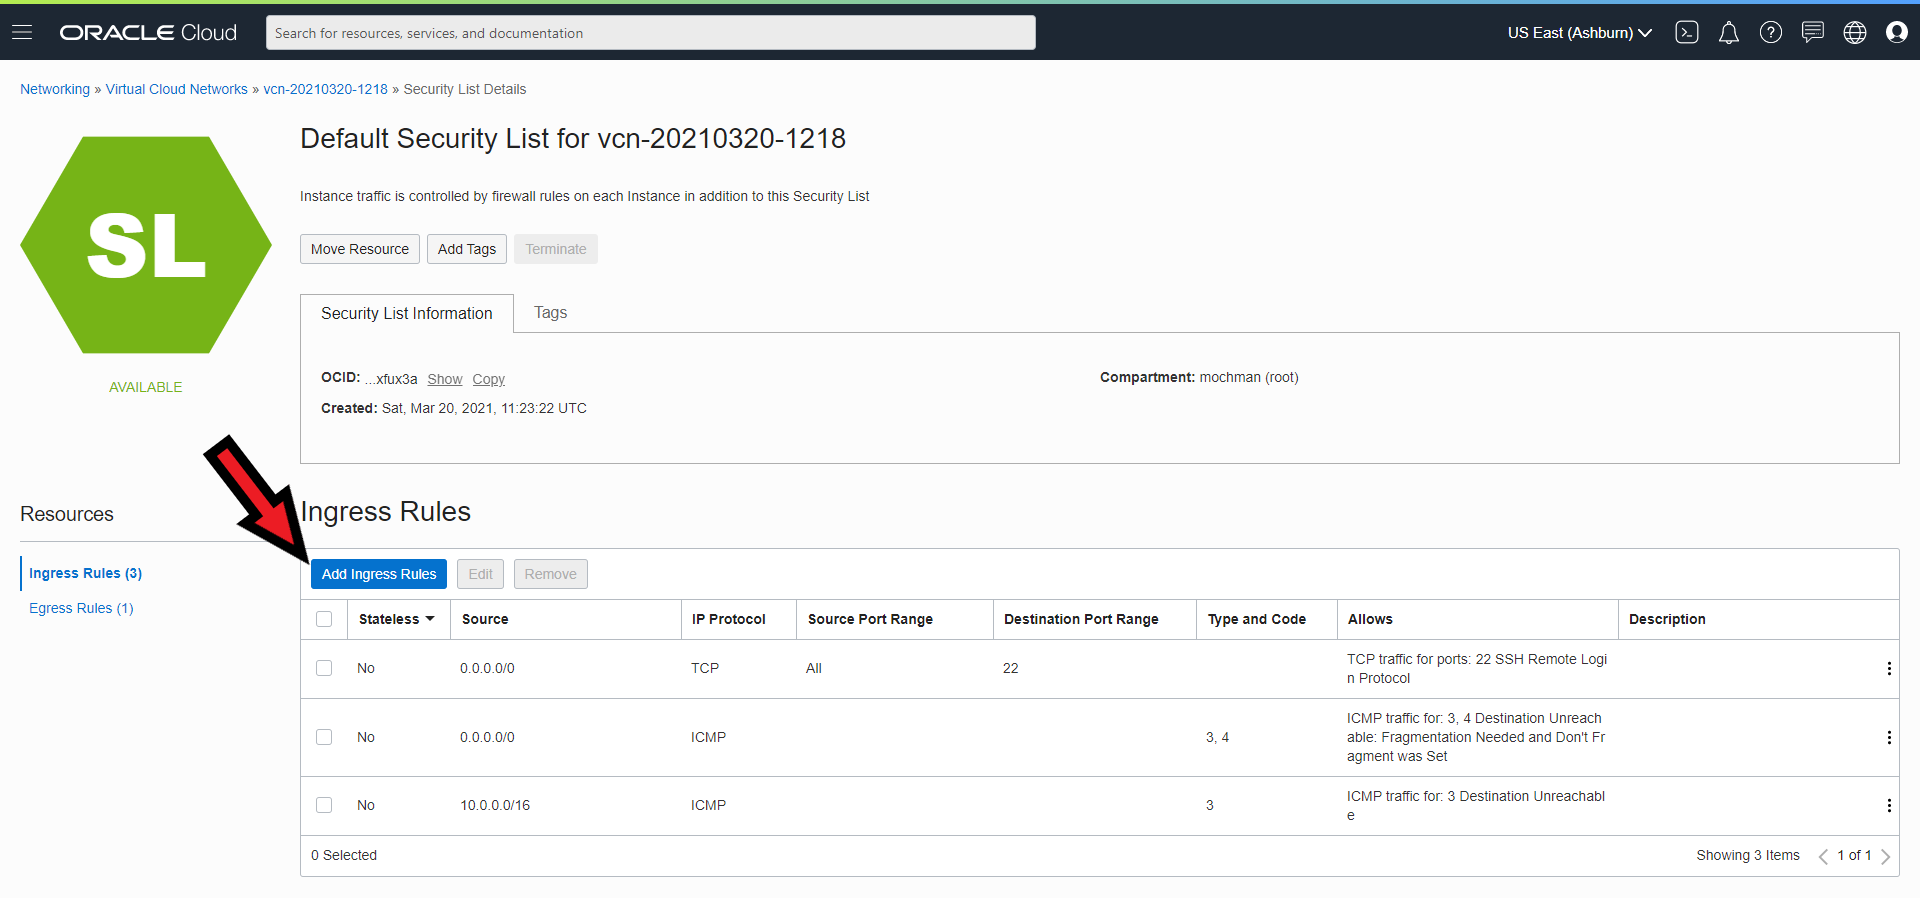 ORACLE Cloud
Search for resources, services, and documentation
US East (Ashburn)
Networking » Virtual Cloud Networks » vcn-20210320-1218 » Security List Details
SL
AVAILABLE
Default Security List for vcn-20210320-1218
Instance traffic is controlled by firewall rules on each Instance in addition to this Security List
Move Resource Add Tags Terminate
Security List Information Tags
OCID: ...xfux3a Show Copy
Compartment: mochman (root)
Created: Sat, Mar 20, 2021, 11:23:22 UTC
Resources
Ingress Rules (3)
Egress Rules (1)
Ingress Rules
Add Ingress Rules Edit Remove
Stateless Source IP Protocol Source Port Range Destination Port Range Type and Code Allows Description
No 0.0.0.0/0 TCP All 22 TCP traffic for ports: 22 SSH Remote Logi
n Protocol
No 0.0.0.0/0 ICMP 3, 4 ICMP traffic for: 3, 4 Destination Unreach
able: Fragmentation Needed and Don't Fr
agment was Set
No 10.0.0.0/16 ICMP 3 ICMP traffic for: 3 Destination Unreachabl
e
0 Selected Showing 3 Items 1 of 1